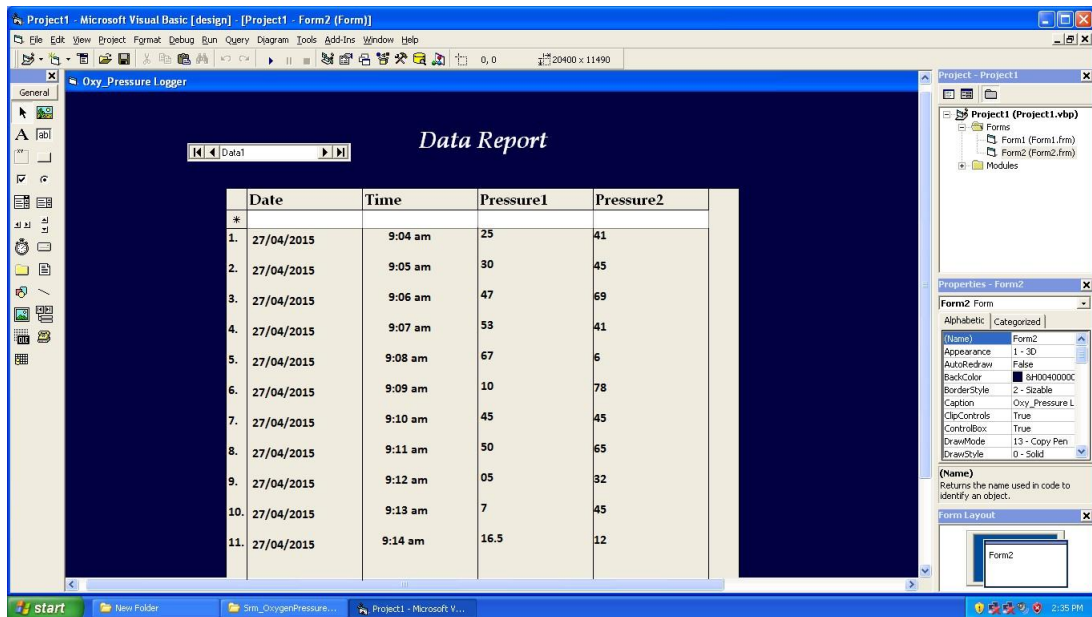 Project1 - Microsoft Visual Basic [design] - [Project1 - Form2 (Form)]
File Edit View Project Format Debug Run Query Diagram Tools Add-Ins Window Help
0, 0 20400 x 11490
General
Oxy_Pressure Logger
Data Report
Data1
Date Time Pressure1 Pressure2
*
1. 27/04/2015 9:04 am 25 41
2. 27/04/2015 9:05 am 30 45
3. 27/04/2015 9:06 am 47 69
4. 27/04/2015 9:07 am 53 41
5. 27/04/2015 9:08 am 67 6
6. 27/04/2015 9:09 am 10 78
7. 27/04/2015 9:10 am 45 45
8. 27/04/2015 9:11 am 50 65
9. 27/04/2015 9:12 am 05 32
10. 27/04/2015 9:13 am 7 45
11. 27/04/2015 9:14 am 16.5 12
Project - Project1
Project1 (Project1.vbp)
Forms
Form1 (Form1.frm)
Form2 (Form2.frm)
Modules
Properties - Form2
Form2 Form
Alphabetic Categorized
(Name) Form2
Appearance 1 - 3D
AutoRedraw False
BackColor &H00400000
BorderStyle 2 - Sizable
Caption Oxy_Pressure L
ClipControls True
ControlBox True
DrawMode 13 - Copy Pen
DrawStyle 0 - Solid
(Name)
Returns the name used in code to
identify an object.
Form Layout
Form2
start New Folder Srm_OxygenPressure... Project1 - Microsoft V... 2:35 PM